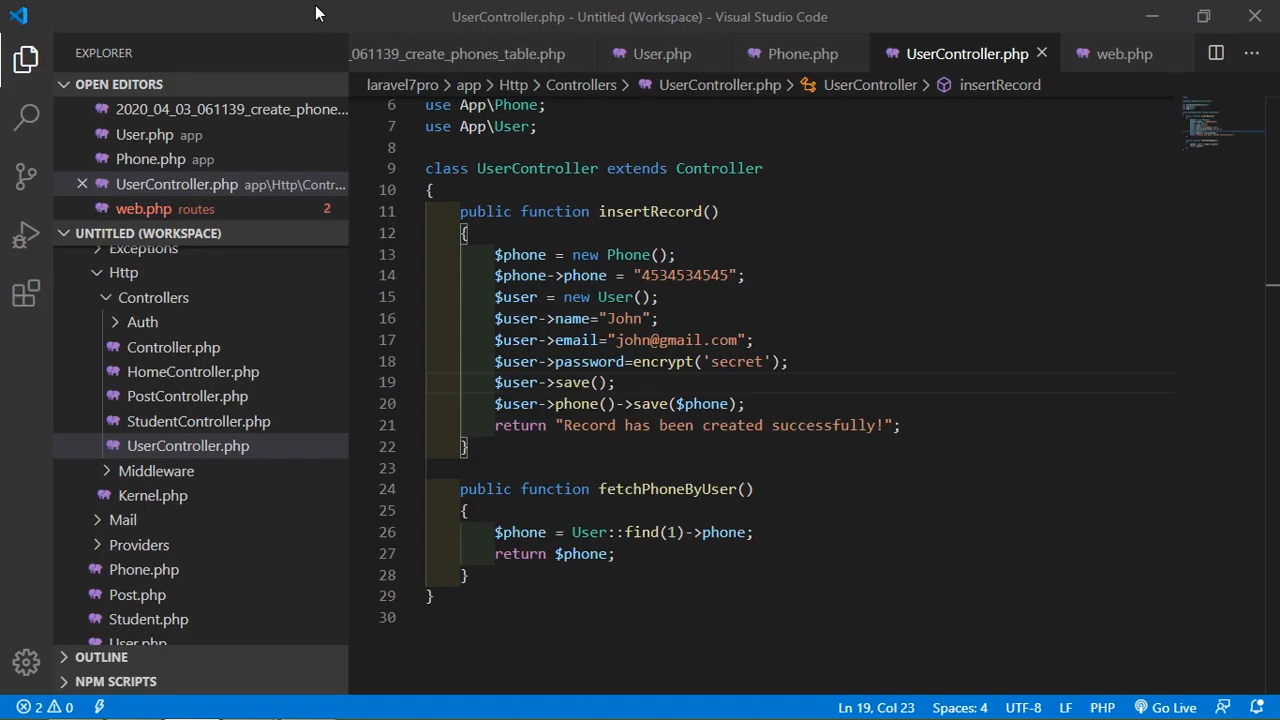 UserController.php - Untitled (Workspace) - Visual Studio Code
EXPLORER
_061139_create_phones_table.php
User.php
Phone.php
UserController.php
web.php
OPEN EDITORS
laravel7pro
app
Http
Controllers
UserController.php
UserController
insertRecord
2020_04_03_061139_create_phone...
User.php app
Phone.php app
UserController.php app\Http\Contr...
web.php routes 2
UNTITLED (WORKSPACE)
Exceptions
Http
Controllers
Auth
Controller.php
HomeController.php
PostController.php
StudentController.php
UserController.php
Middleware
Kernel.php
Mail
Providers
Phone.php
Post.php
Student.php
User.php
OUTLINE
NPM SCRIPTS
6 use App\Phone;
7 use App\User;
8
9 class UserController extends Controller
10 {
11 public function insertRecord()
12 {
13 $phone = new Phone();
14 $phone->phone = "4534534545";
15 $user = new User();
16 $user->name="John";
17 $user->email="john@gmail.com";
18 $user->password=encrypt('secret');
19 $user->save();
20 $user->phone()->save($phone);
21 return "Record has been created successfully!";
22 }
23
24 public function fetchPhoneByUser()
25 {
26 $phone = User::find(1)->phone;
27 return $phone;
28 }
29 }
30
2 0
Ln 19, Col 23
Spaces: 4
UTF-8
LF
PHP
Go Live